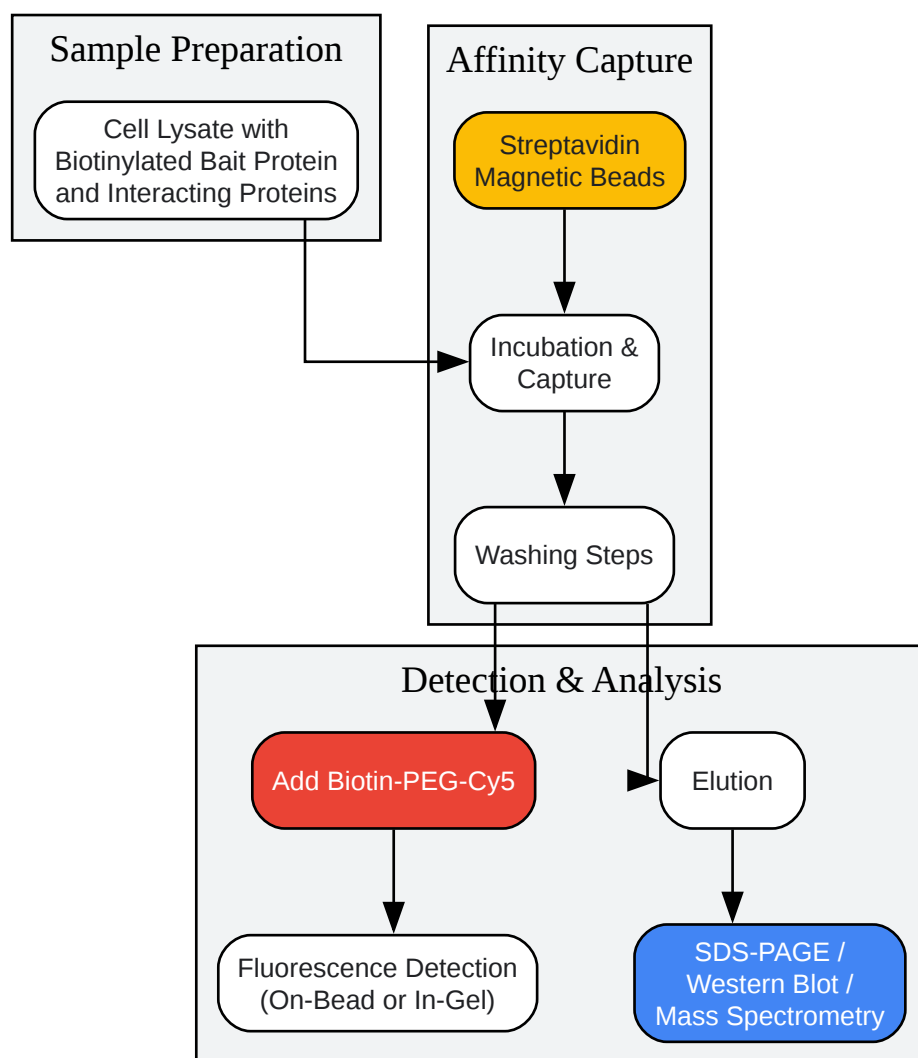 Sample Preparation
Cell Lysate with
Biotinylated Bait Protein
and Interacting Proteins
Affinity Capture
Streptavidin
Magnetic Beads
Incubation &
Capture
Washing Steps
Detection & Analysis
Add Biotin-PEG-Cy5
Elution
Fluorescence Detection
(On-Bead or In-Gel)
SDS-PAGE /
Western Blot /
Mass Spectrometry